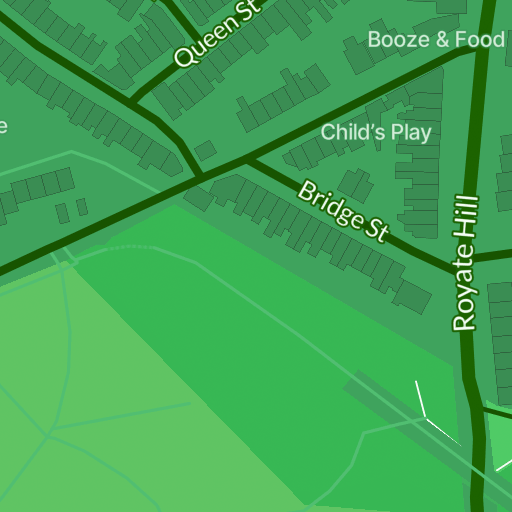 Queen St
Booze & Food
e
Child's Play
Bridge St
Royate Hill